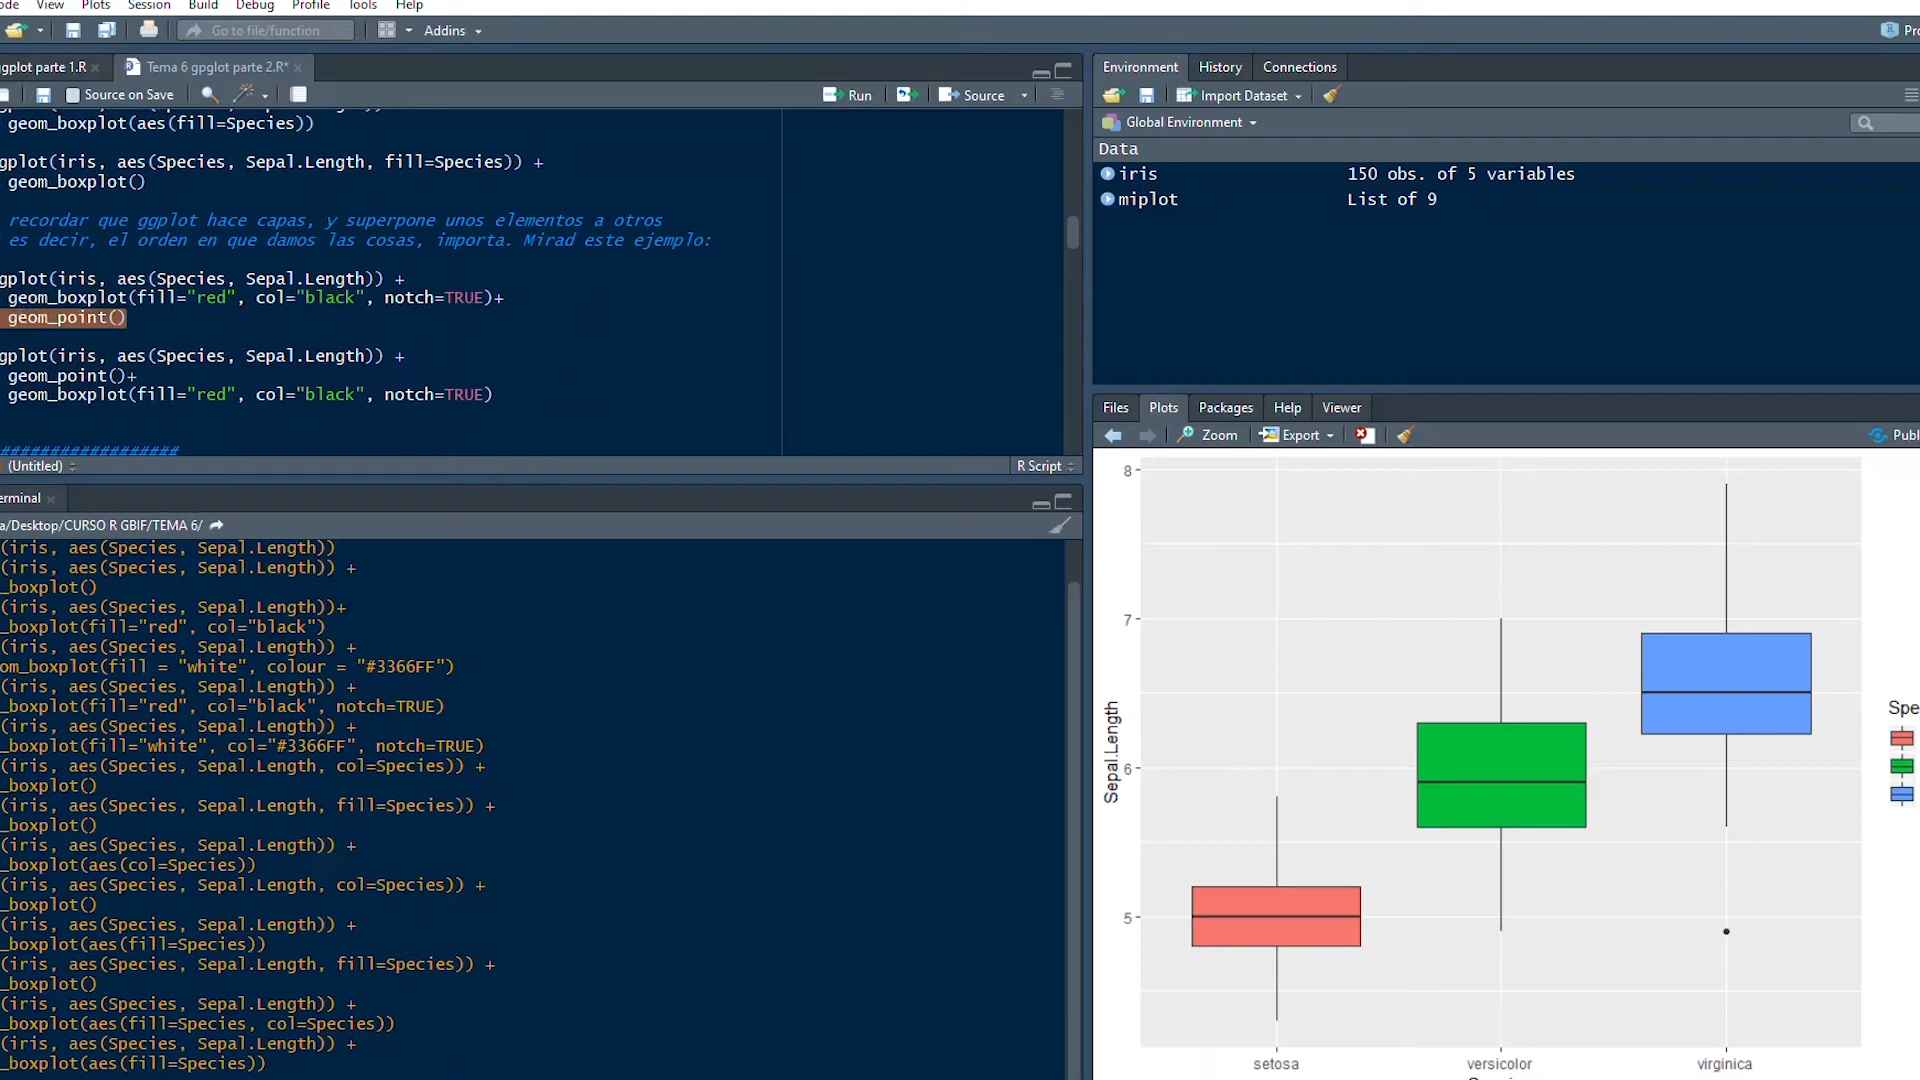 ode View Plots Session Build Debug Profile Tools Help
Go to file/function Addins
ggplot parte 1.R Tema 6 gpglot parte 2.R*
Source on Save Run Source
geom_boxplot(aes(fill=Species))
gplot(iris, aes(Species, Sepal.Length, fill=Species)) +
geom_boxplot()
recordar que ggplot hace capas, y superpone unos elementos a otros
es decir, el orden en que damos las cosas, importa. Mirad este ejemplo:
gplot(iris, aes(Species, Sepal.Length)) +
geom_boxplot(fill="red", col="black", notch=TRUE)+
geom_point()
gplot(iris, aes(Species, Sepal.Length)) +
geom_point()+
geom_boxplot(fill="red", col="black", notch=TRUE)
##################
(Untitled) R Script
erminal
a/Desktop/CURSO R GBIF/TEMA 6/
(iris, aes(Species, Sepal.Length))
(iris, aes(Species, Sepal.Length)) +
_boxplot()
(iris, aes(Species, Sepal.Length))+
_boxplot(fill="red", col="black")
(iris, aes(Species, Sepal.Length)) +
om_boxplot(fill = "white", colour = "#3366FF")
(iris, aes(Species, Sepal.Length)) +
_boxplot(fill="red", col="black", notch=TRUE)
(iris, aes(Species, Sepal.Length)) +
_boxplot(fill="white", col="#3366FF", notch=TRUE)
(iris, aes(Species, Sepal.Length, col=Species)) +
_boxplot()
(iris, aes(Species, Sepal.Length, fill=Species)) +
_boxplot()
(iris, aes(Species, Sepal.Length)) +
_boxplot(aes(col=Species))
(iris, aes(Species, Sepal.Length, col=Species)) +
_boxplot()
(iris, aes(Species, Sepal.Length)) +
_boxplot(aes(fill=Species))
(iris, aes(Species, Sepal.Length, fill=Species)) +
_boxplot()
(iris, aes(Species, Sepal.Length)) +
_boxplot(aes(fill=Species, col=Species))
(iris, aes(Species, Sepal.Length)) +
_boxplot(aes(fill=Species))
Pro
Environment History Connections
Import Dataset
Global Environment
Data
iris 150 obs. of 5 variables
miplot List of 9
Files Plots Packages Help Viewer
Zoom Export Publ
8
7
6
5
Sepal.Length
setosa versicolor virginica
Spe